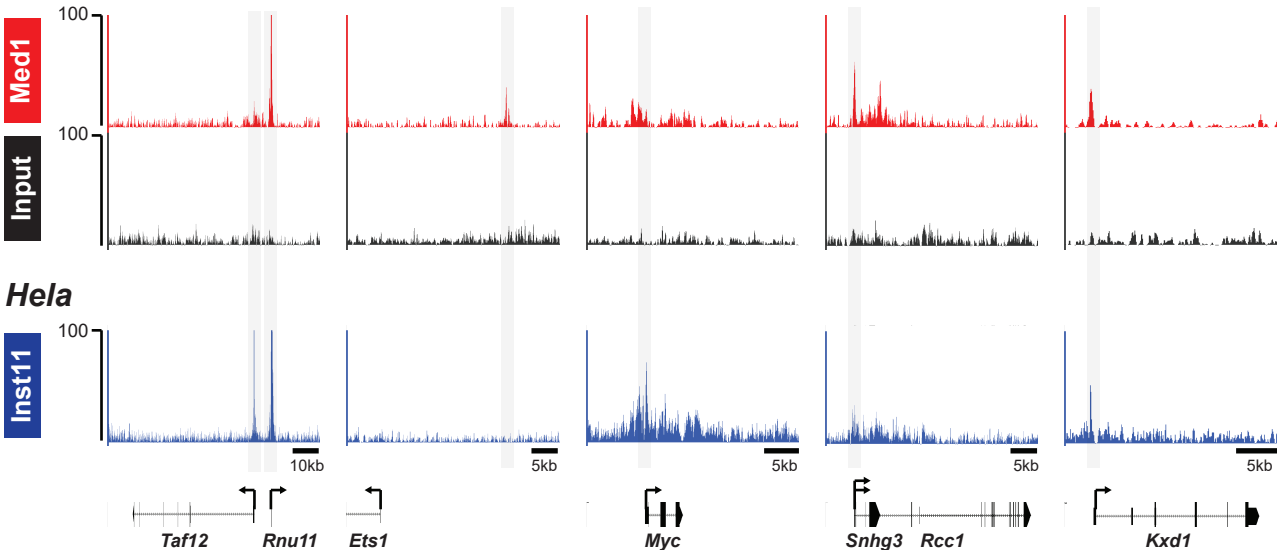 100
Med1
100
Input
Hela
100
Inst11
10kb 5kb 5kb 5kb 5kb
Taf12 Rnu11 Ets1 Myc Snhg3 Rcc1 Kxd1